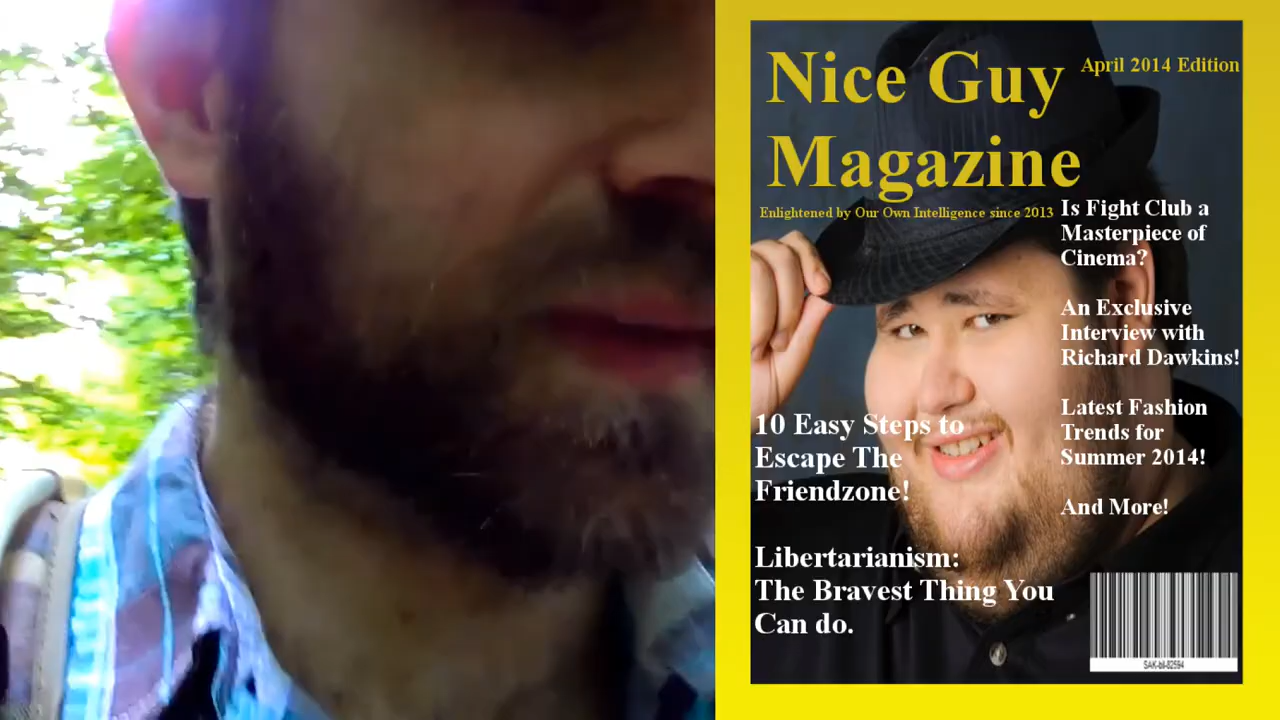 Nice Guy
Magazine
April 2014 Edition
Enlightened by Our Own Intelligence since 2013
Is Fight Club a
Masterpiece of
Cinema?
An Exclusive
Interview with
Richard Dawkins!
Latest Fashion
Trends for
Summer 2014!
And More!
10 Easy Steps to
Escape The
Friendzone!
Libertarianism:
The Bravest Thing You
Can do.
SAK-bil-82594